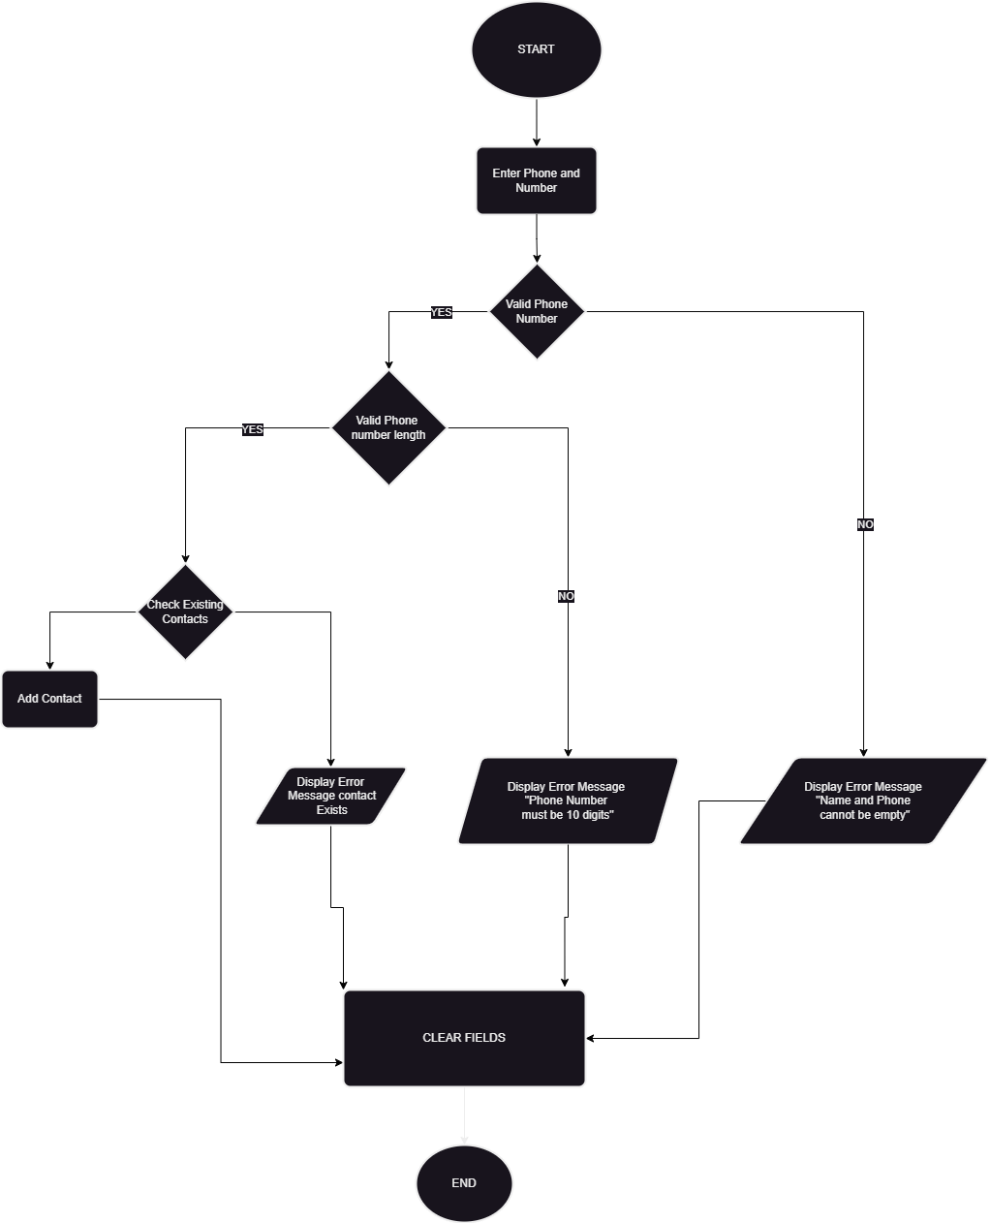 START
Enter Phone and
Number
Valid Phone
Number
YES
Valid Phone
number length
YES
NO
Check Existing
Contacts
NO
Add Contact
Display Error
Message contact
Exists
Display Error Message
"Phone Number
must be 10 digits"
Display Error Message
"Name and Phone
cannot be empty"
CLEAR FIELDS
END